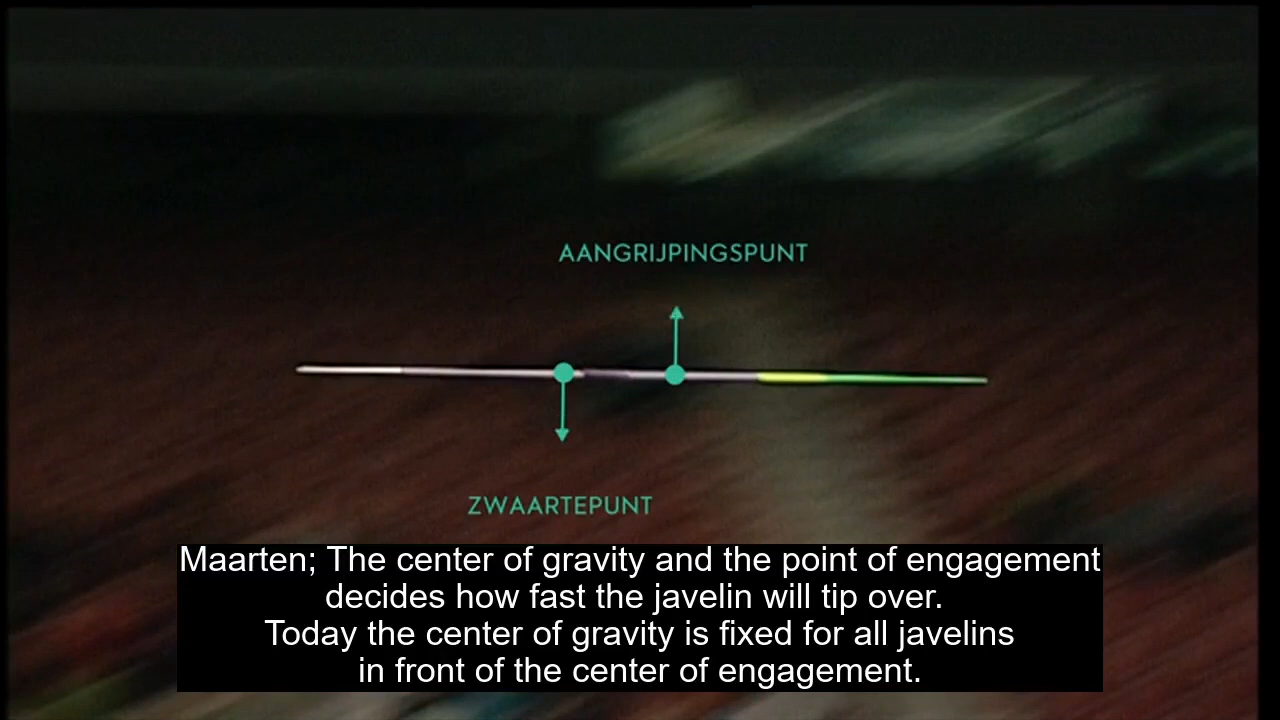 AANGRIJPINGSPUNT
ZWAARTEPUNT
Maarten; The center of gravity and the point of engagement
decides how fast the javelin will tip over.
Today the center of gravity is fixed for all javelins
in front of the center of engagement.